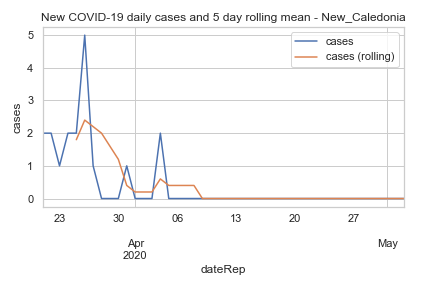 New COVID-19 daily cases and 5 day rolling mean - New_Caledonia
cases
cases (rolling)
cases
5
4
3
2
1
0
23 30 06 13 20 27
Apr May
2020
dateRep